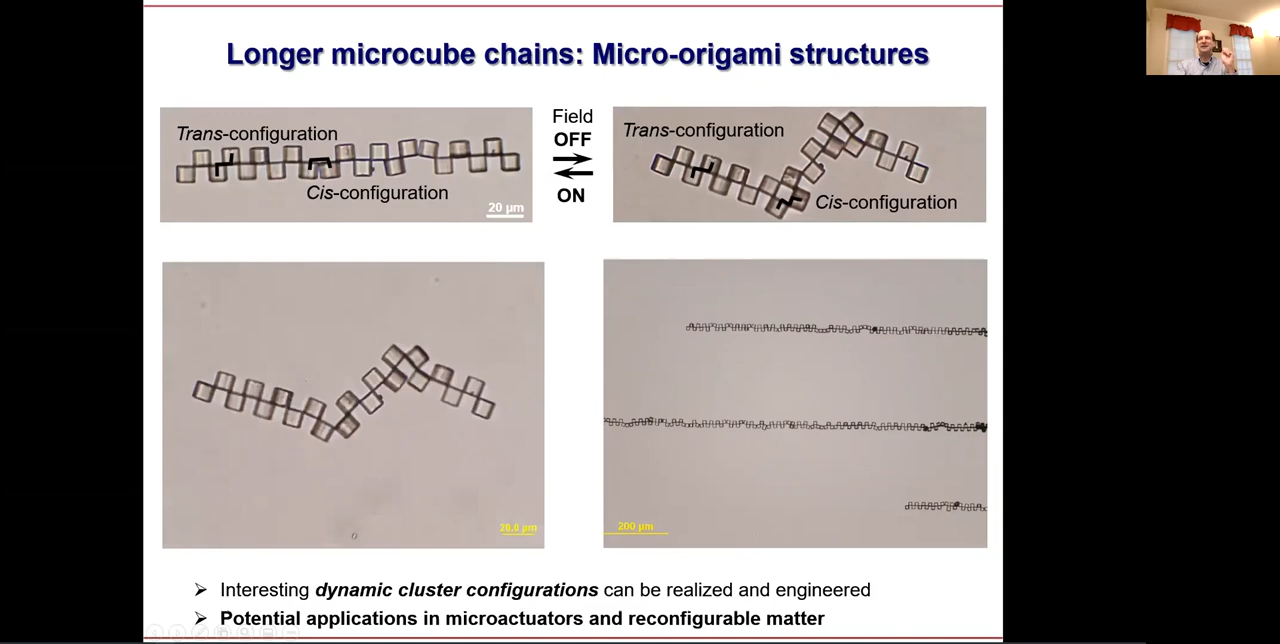 Longer microcube chains: Micro-origami structures
Trans-configuration
Cis-configuration
20 µm
Field
OFF
ON
Trans-configuration
Cis-configuration
20.0 µm
200 µm
➢ Interesting dynamic cluster configurations can be realized and engineered
➢ Potential applications in microactuators and reconfigurable matter